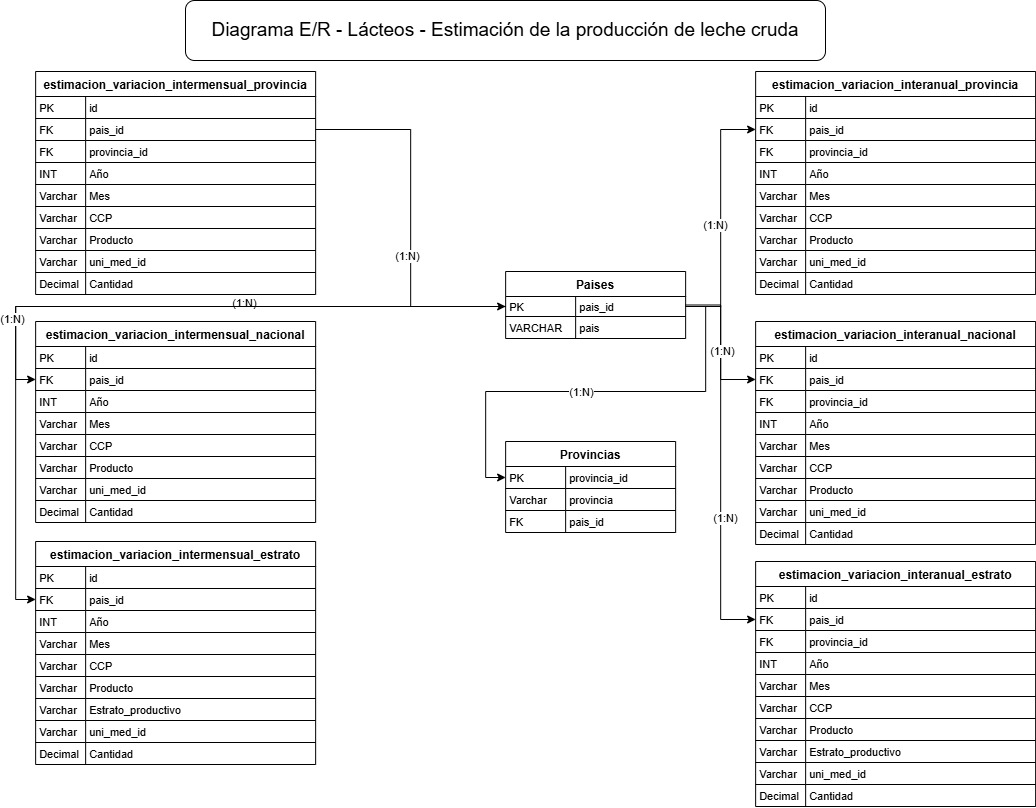 Diagrama E/R - Lácteos - Estimación de la producción de leche cruda
estimacion_variacion_intermensual_provincia
PK id
FK pais_id
FK provincia_id
INT Año
Varchar Mes
Varchar CCP
Varchar Producto
Varchar uni_med_id
Decimal Cantidad
(1:N)
(1:N)
(1:N)
estimacion_variacion_intermensual_nacional
PK id
FK pais_id
INT Año
Varchar Mes
Varchar CCP
Varchar Producto
Varchar uni_med_id
Decimal Cantidad
estimacion_variacion_intermensual_estrato
PK id
FK pais_id
INT Año
Varchar Mes
Varchar CCP
Varchar Producto
Varchar Estrato_productivo
Varchar uni_med_id
Decimal Cantidad
Paises
PK pais_id
VARCHAR pais
(1:N)
Provincias
PK provincia_id
Varchar provincia
FK pais_id
(1:N)
(1:N)
(1:N)
estimacion_variacion_interanual_provincia
PK id
FK pais_id
FK provincia_id
INT Año
Varchar Mes
Varchar CCP
Varchar Producto
Varchar uni_med_id
Decimal Cantidad
estimacion_variacion_interanual_nacional
PK id
FK pais_id
FK provincia_id
INT Año
Varchar Mes
Varchar CCP
Varchar Producto
Varchar uni_med_id
Decimal Cantidad
estimacion_variacion_interanual_estrato
PK id
FK pais_id
FK provincia_id
INT Año
Varchar Mes
Varchar CCP
Varchar Producto
Varchar Estrato_productivo
Varchar uni_med_id
Decimal Cantidad